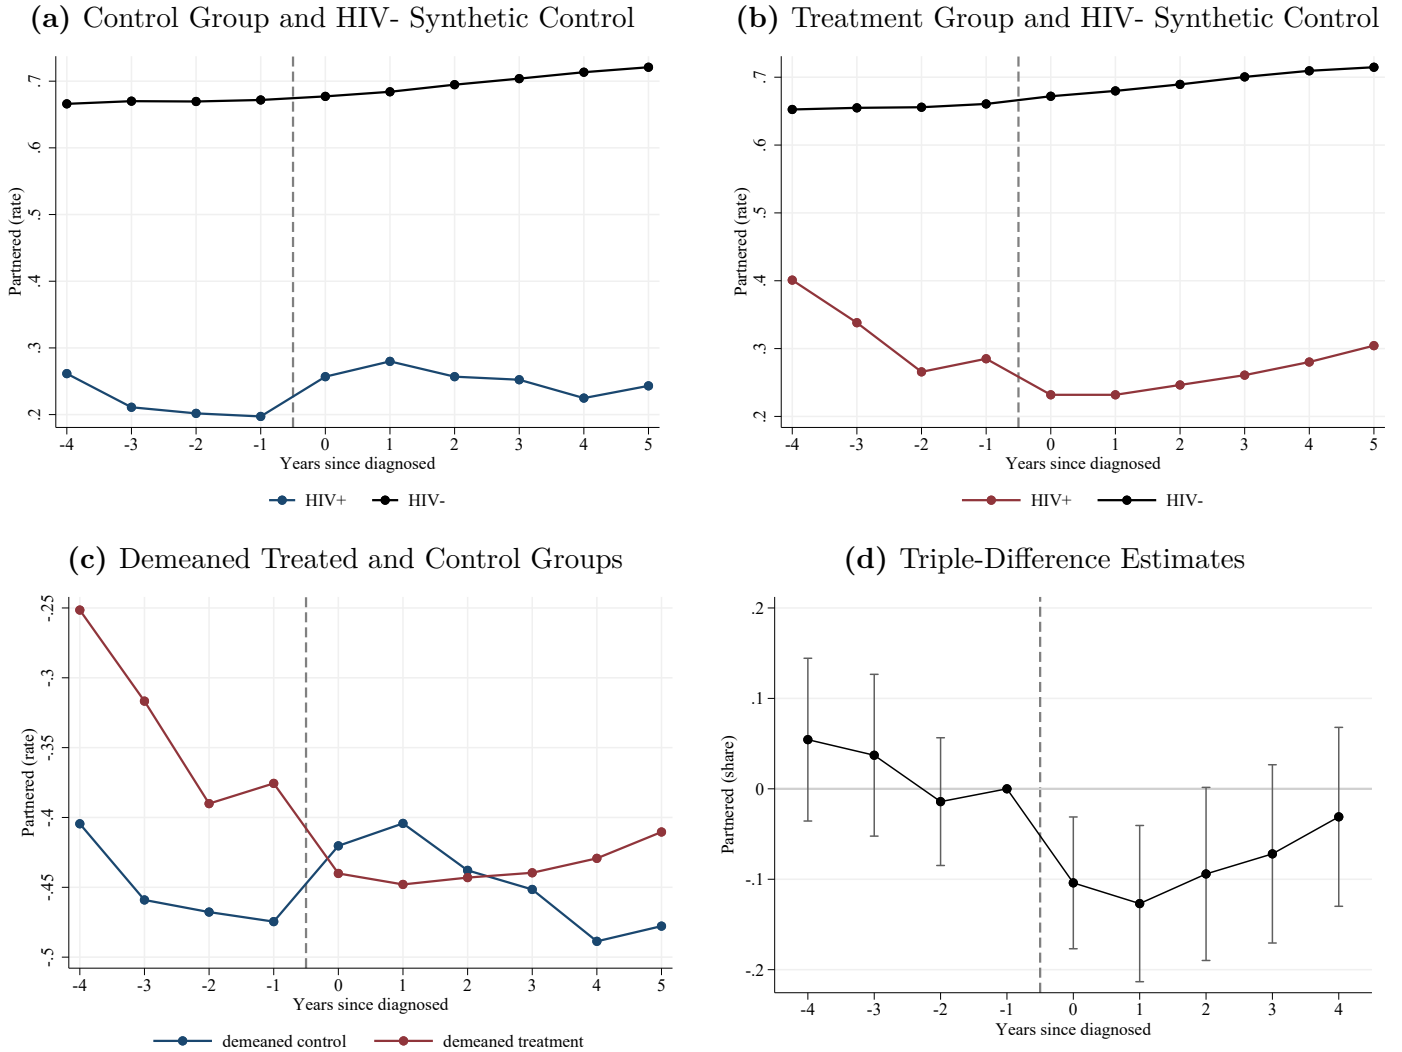 (a) Control Group and HIV- Synthetic Control
.7
.6
.5
.4
.3
.2
Partnered (rate)
-4 -3 -2 -1 0 1 2 3 4 5
Years since diagnosed
HIV+ HIV-
(b) Treatment Group and HIV- Synthetic Control
.7
.6
.5
.4
.3
.2
Partnered (rate)
-4 -3 -2 -1 0 1 2 3 4 5
Years since diagnosed
HIV+ HIV-
(c) Demeaned Treated and Control Groups
-.25
-.3
-.35
-.4
-.45
-.5
Partnered (rate)
-4 -3 -2 -1 0 1 2 3 4 5
Years since diagnosed
demeaned control demeaned treatment
(d) Triple-Difference Estimates
.2
.1
0
-.1
-.2
Partnered (share)
-4 -3 -2 -1 0 1 2 3 4
Years since diagnosed